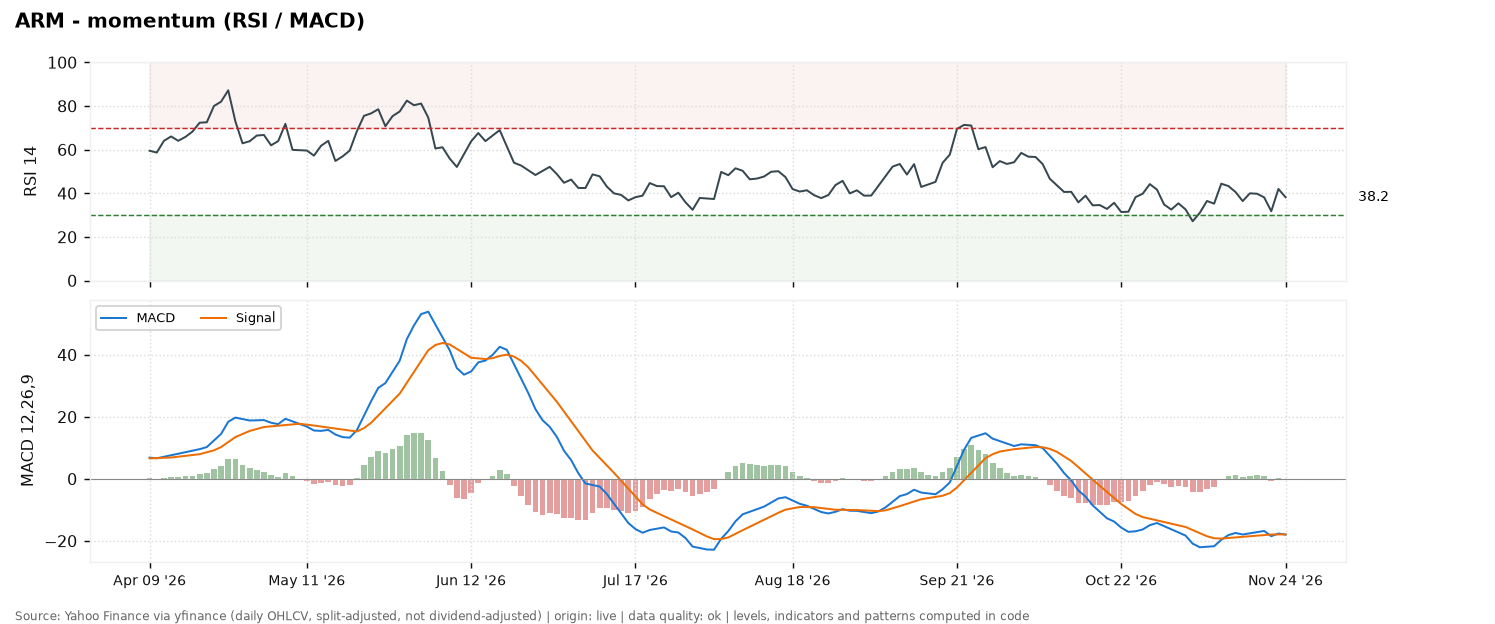 ARM - momentum (RSI / MACD)
100
80
60
40
20
0
RSI 14
38.2
MACD
Signal
40
20
0
−20
MACD 12,26,9
Apr 09 '26
May 11 '26
Jun 12 '26
Jul 17 '26
Aug 18 '26
Sep 21 '26
Oct 22 '26
Nov 24 '26
Source: Yahoo Finance via yfinance (daily OHLCV, split-adjusted, not dividend-adjusted) | origin: live | data quality: ok | levels, indicators and patterns computed in code